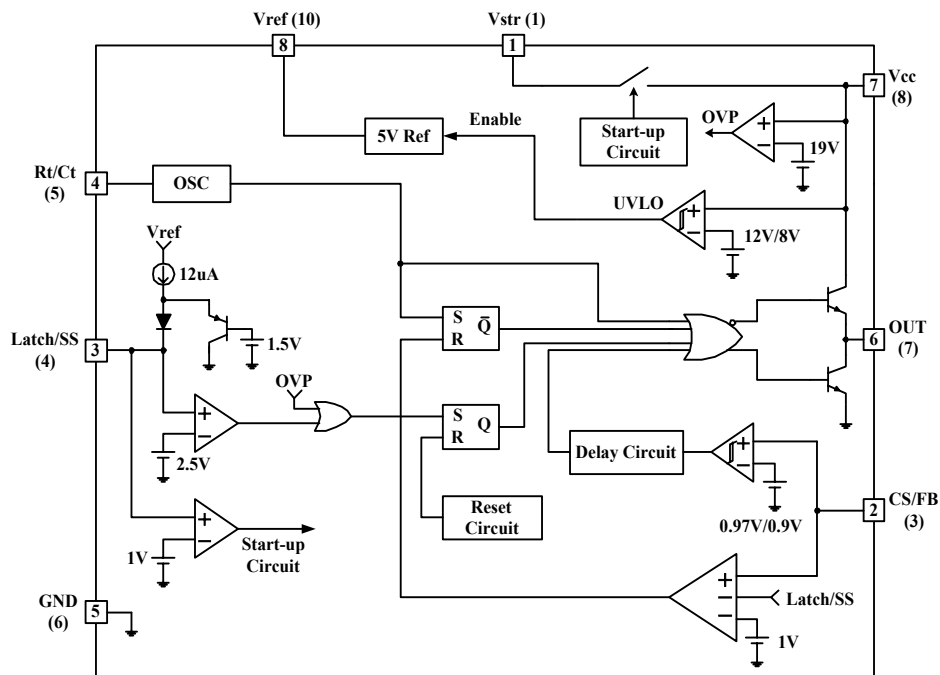 Vref (10)
Vstr (1)
8
1
Vcc
7
(8)
OVP
+
−
19V
Enable
5V Ref
Start-up
Circuit
Rt/Ct
4
(5)
OSC
UVLO
+
−
12V/8V
Vref
12uA
S
Q̅
R
Latch/SS
3
(4)
1.5V
OUT
6
(7)
OVP
S
Q
R
+
−
2.5V
Delay Circuit
+
−
0.97V/0.9V
CS/FB
2
(3)
Reset
Circuit
+
−
1V
Start-up
Circuit
+
−
−
Latch/SS
1V
GND
5
(6)